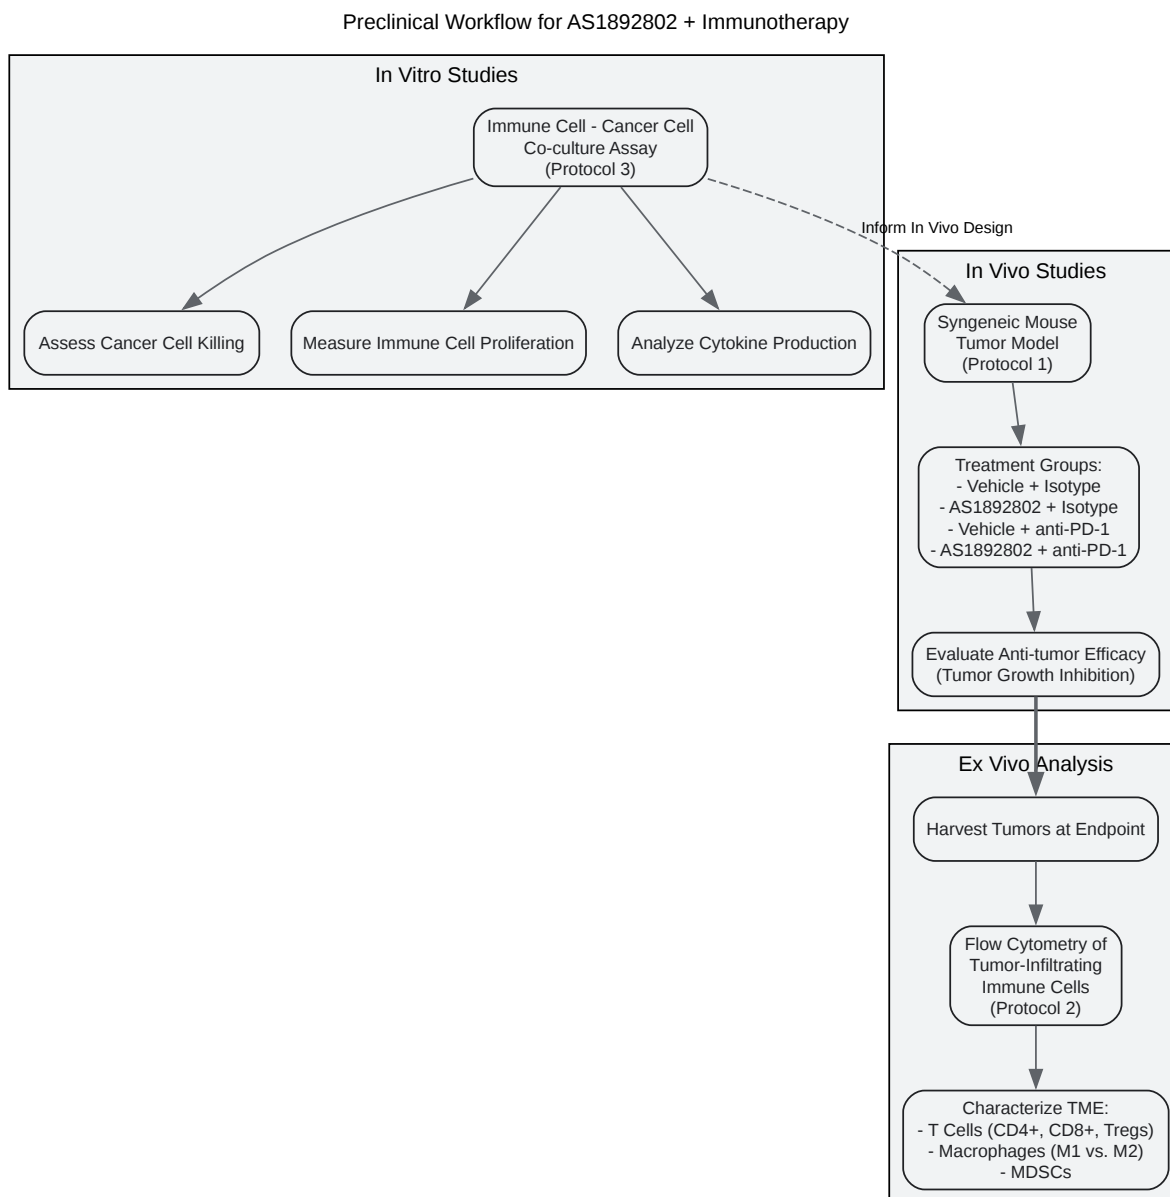 Preclinical Workflow for AS1892802 + Immunotherapy
In Vitro Studies
Immune Cell - Cancer Cell
Co-culture Assay
(Protocol 3)
Assess Cancer Cell Killing
Measure Immune Cell Proliferation
Analyze Cytokine Production
Inform In Vivo Design
In Vivo Studies
Syngeneic Mouse
Tumor Model
(Protocol 1)
Treatment Groups:
- Vehicle + Isotype
- AS1892802 + Isotype
- Vehicle + anti-PD-1
- AS1892802 + anti-PD-1
Evaluate Anti-tumor Efficacy
(Tumor Growth Inhibition)
Ex Vivo Analysis
Harvest Tumors at Endpoint
Flow Cytometry of
Tumor-Infiltrating
Immune Cells
(Protocol 2)
Characterize TME:
- T Cells (CD4+, CD8+, Tregs)
- Macrophages (M1 vs. M2)
- MDSCs